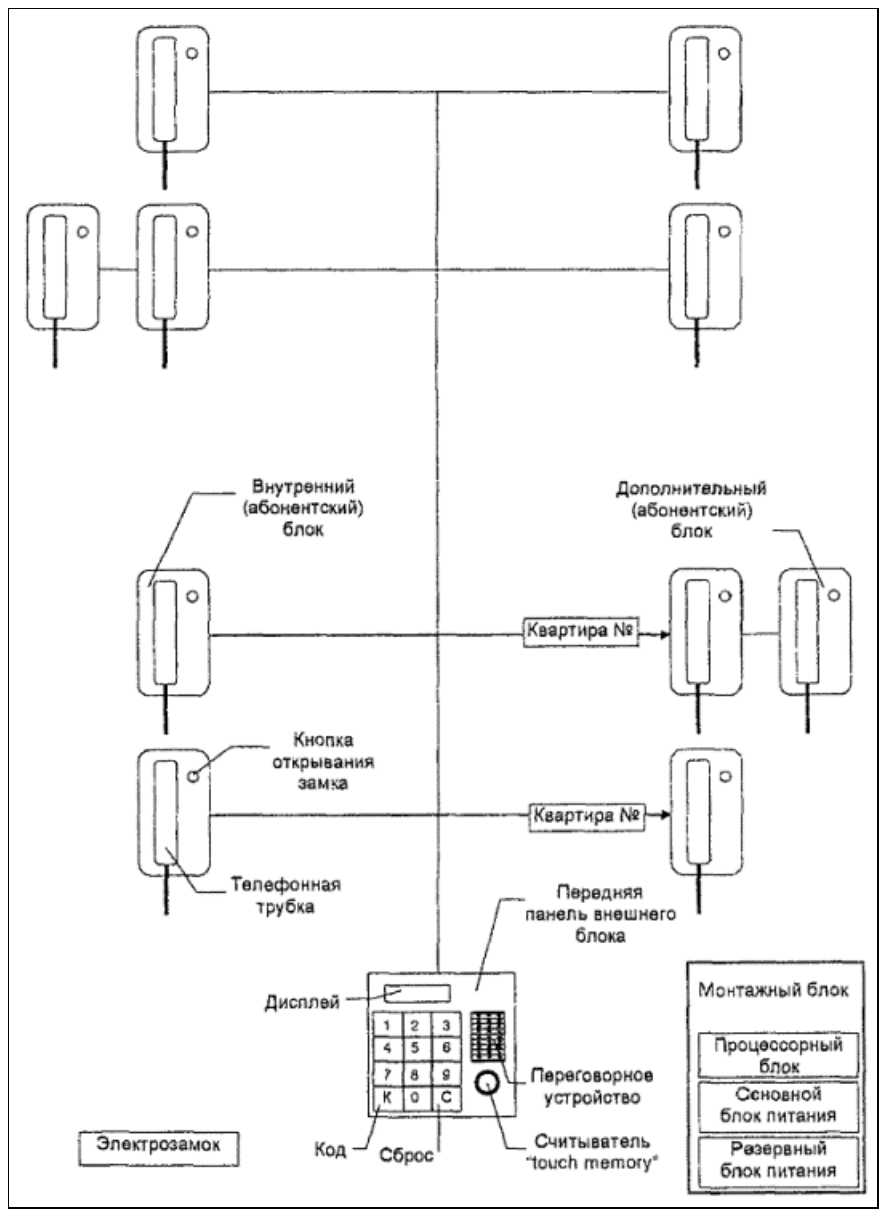 Внутренний
(абонентский)
блок
Дополнительный
(абонентский)
блок
Квартира №
Кнопка
открывания
замка
Квартира №
Телефонная
трубка
Передняя
панель внешнего
блока
Дисплей
1 2 3
4 5 6
7 8 9
К 0 С
Переговорное
устройство
Код
Сброс
Считыватель
"touch memory"
Электрозамок
Монтажный блок
Процессорный
блок
Основной
блок питания
Резервный
блок питания